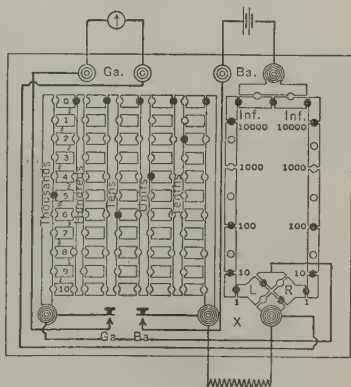 Ga. Ba.
Inf. Inf.
10000 10000
1000 1000
100 100
10 10
1 1
L R
X
0
1
2
3
4
5
6
7
8
9
10
Thousands
Hundreds
Tens
Units
Tenths
Ga. Ba.